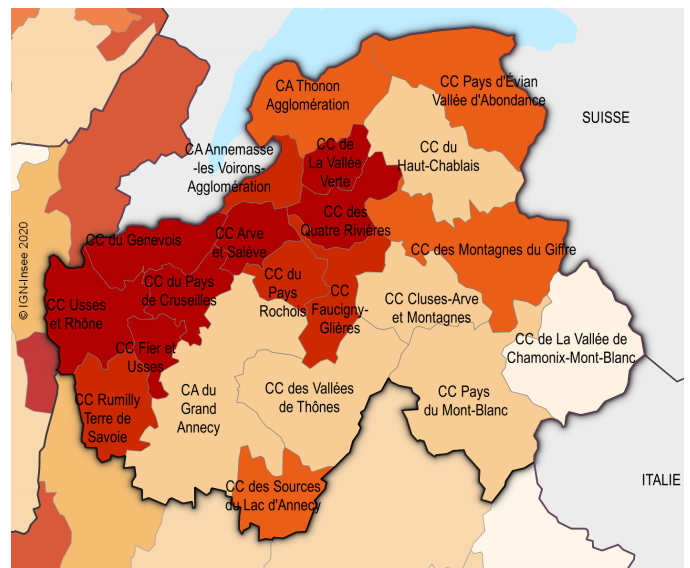 CA Thonon
Agglomération
CC Pays d'Évian
Vallée d'Abondance
SUISSE
CA Annemasse
-les Voirons-
Agglomération
CC de
La Vallée
Verte
CC du
Haut-Chablais
CC du Genevois
CC Arve
et Salève
CC des
Quatre Rivières
CC des Montagnes du Giffre
© IGN-Insee 2020
CC Usses
et Rhône
CC du Pays
de Cruseilles
CC du
Pays
Rochois
CC
Faucigny-
Glières
CC Cluses-Arve
et Montagnes
CC de La Vallée de
Chamonix-Mont-Blanc
CC Fier et
Usses
CC Rumilly
Terre de
Savoie
CA du
Grand
Annecy
CC des Vallées
de Thônes
CC Pays
du Mont-Blanc
CC des Sources
du Lac d'Annecy
ITALIE